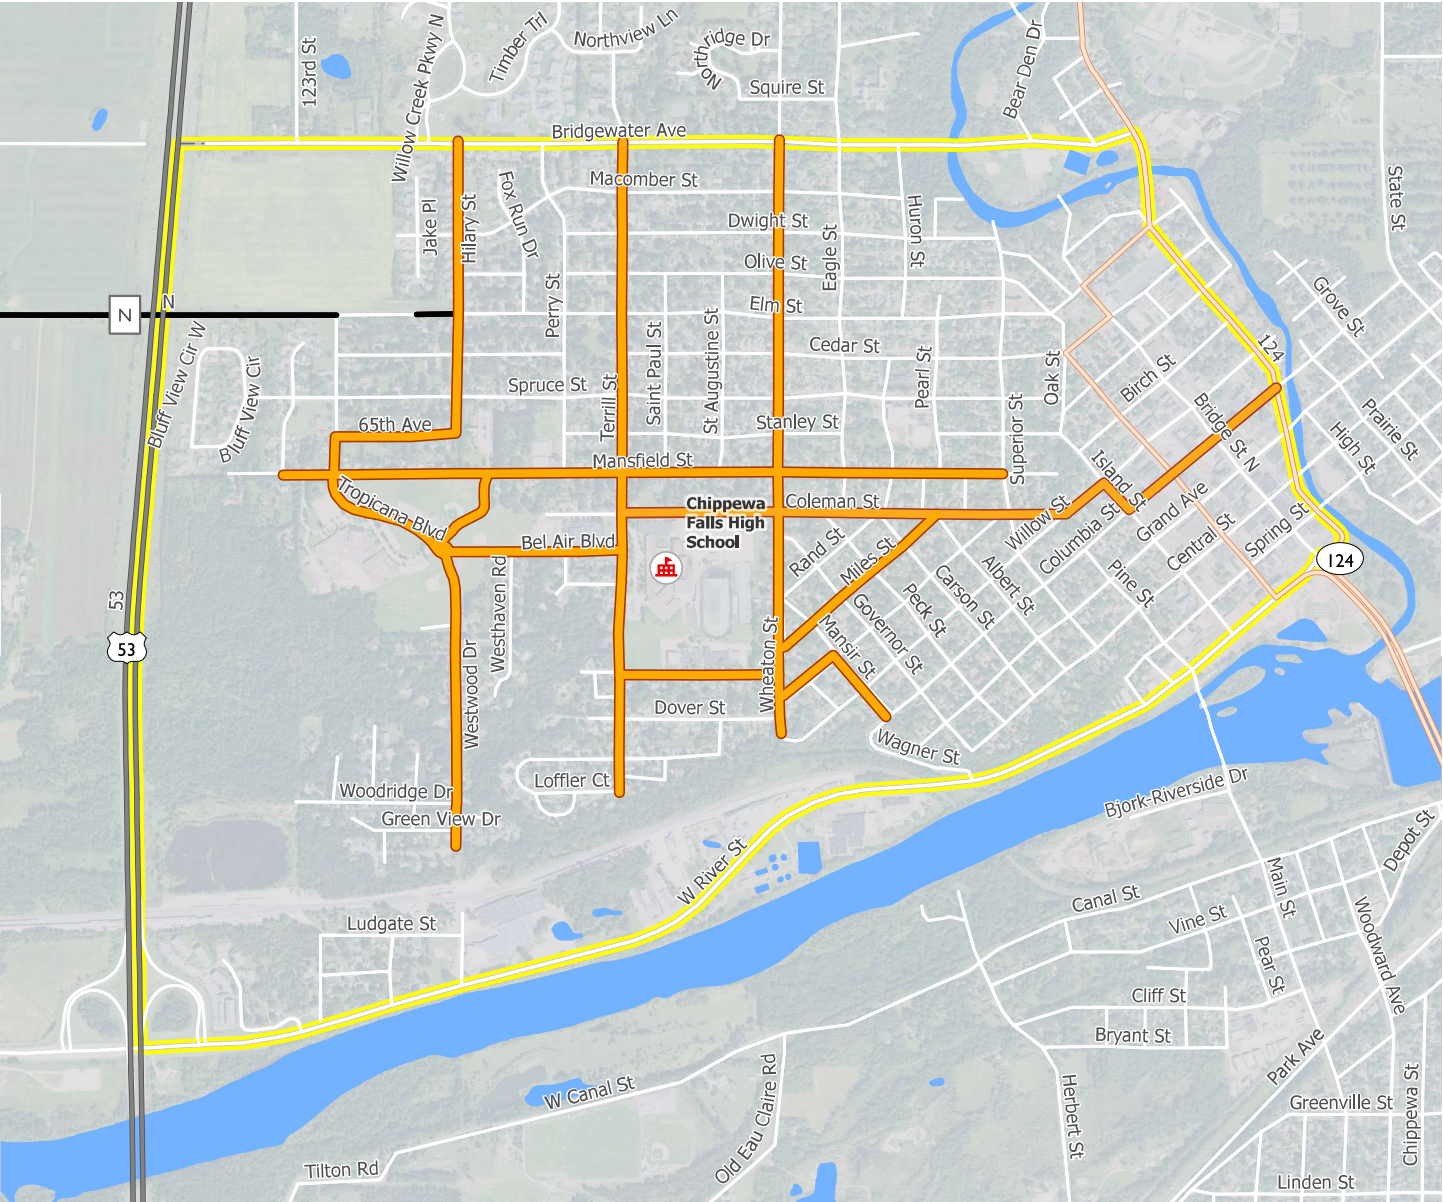 123rd St
Willow Creek Pkwy N
Timber Trl
Northview Ln
Northridge Dr
Squire St
Bear Den Dr
State St
Bridgewater Ave
Macomber St
Jake Pl
Hilary St
Fox Run Dr
Dwight St
Huron St
Eagle St
Olive St
Perry St
Elm St
N
N
Bluff View Cir W
Bluff View Cir
Saint Paul St
St Augustine St
Cedar St
Pearl St
Oak St
Grove St
124
Birch St
Spruce St
Terrill St
Stanley St
Superior St
Bridge St N
Prairie St
High St
65th Ave
Mansfield St
Island St
Tropicana Blvd
Chippewa
Falls High
School
Coleman St
Willow St
Columbia St
Grand Ave
Central St
Spring St
Bel Air Blvd
Rand St
Miles St
Albert St
Carson St
Peck St
Pine St
124
53
53
Westhaven Rd
Governor St
Mansir St
Wheaton St
Westwood Dr
Dover St
Wagner St
Loffler Ct
Woodridge Dr
Green View Dr
Bjork-Riverside Dr
Depot St
W River St
Main St
Canal St
Vine St
Woodward Ave
Ludgate St
Pear St
Cliff St
Bryant St
Park Ave
W Canal St
Old Eau Claire Rd
Herbert St
Greenville St
Chippewa St
Tilton Rd
Linden St